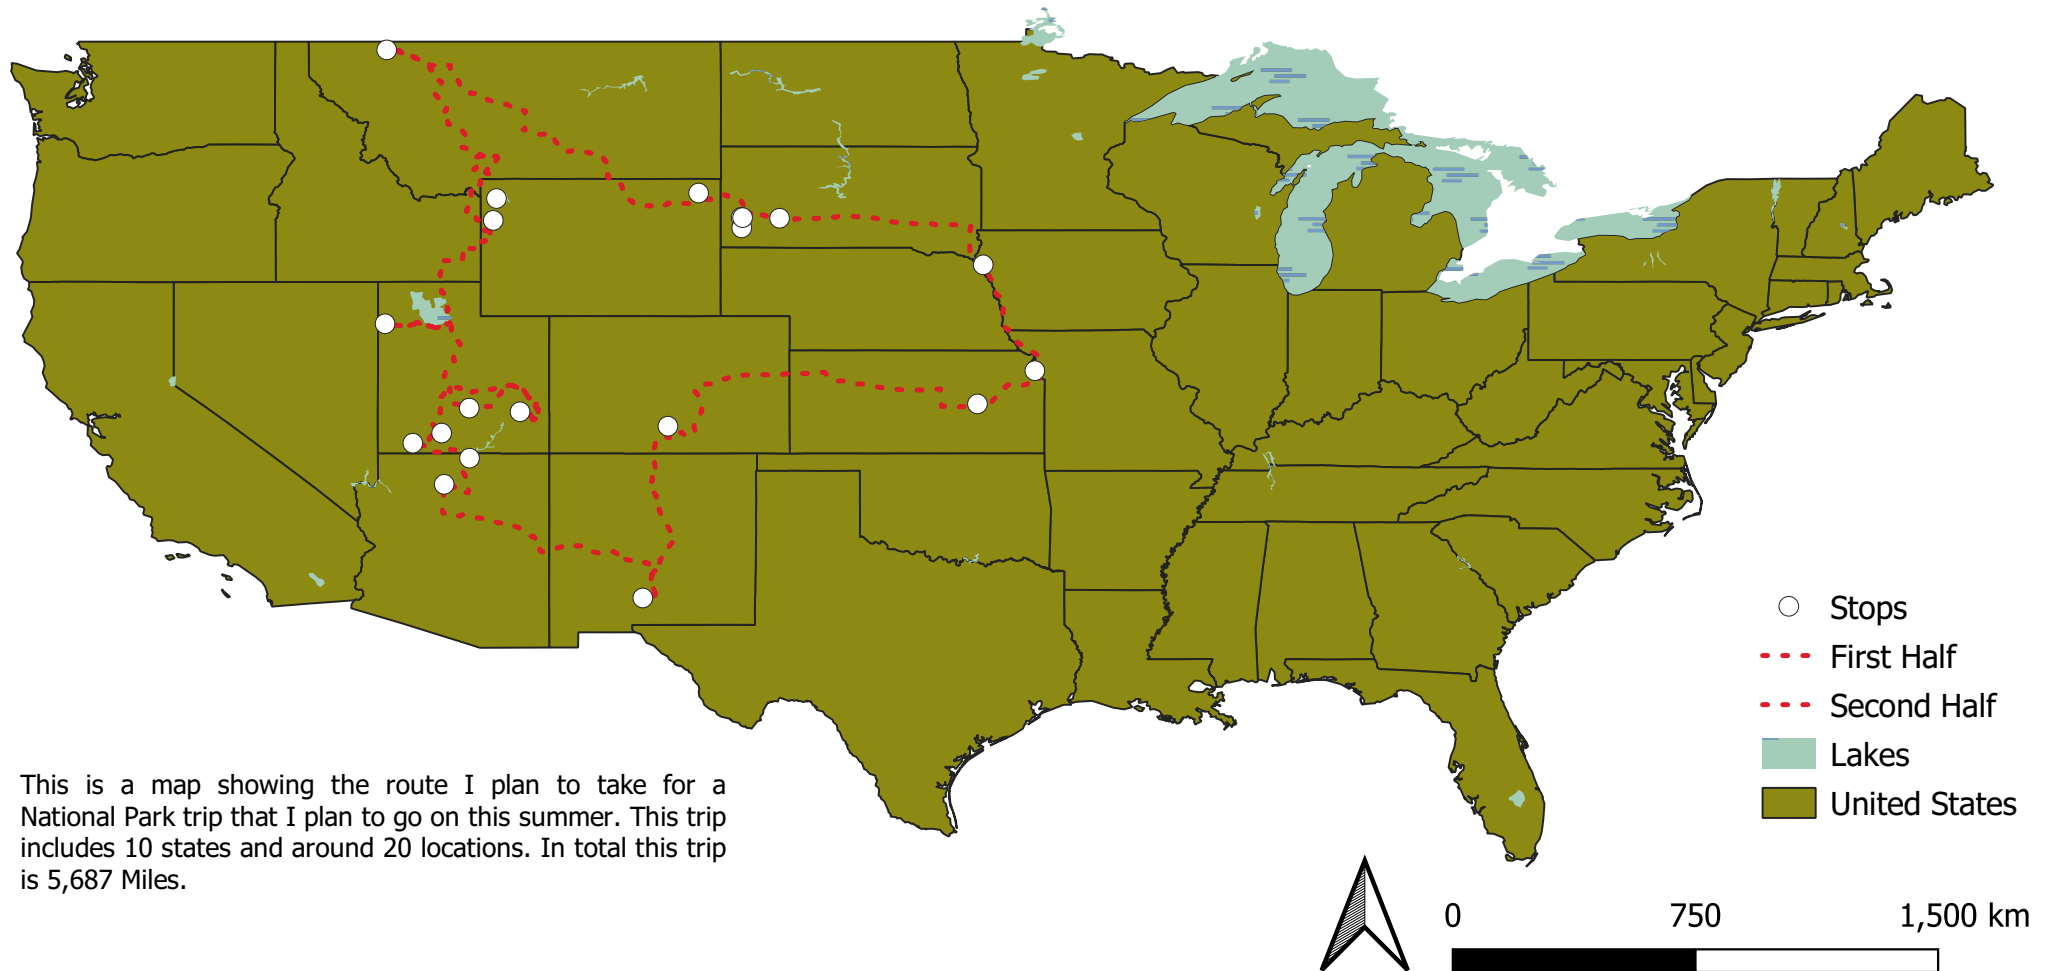 Stops
First Half
Second Half
Lakes
United States
This is a map showing the route I plan to take for a
National Park trip that I plan to go on this summer. This trip
includes 10 states and around 20 locations. In total this trip
is 5,687 Miles.
0 750 1,500 km